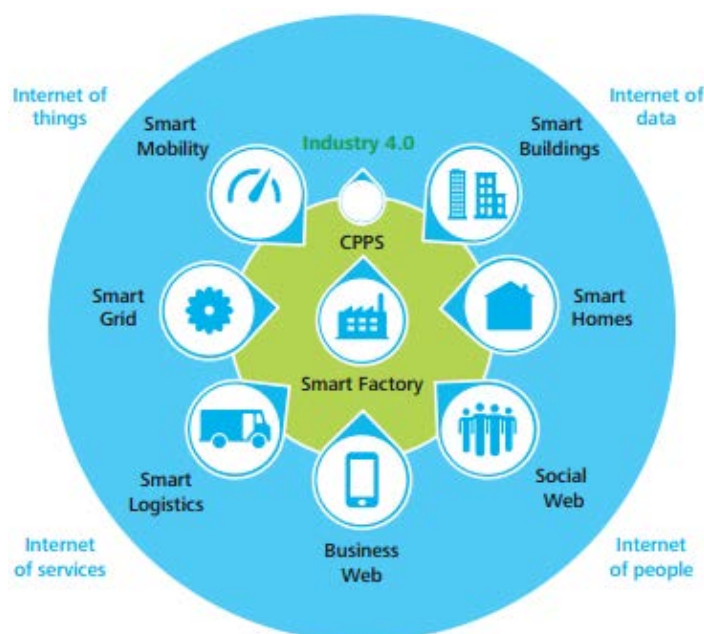 Internet of
things
Internet of
data
Smart
Mobility
Industry 4.0
Smart
Buildings
CPPS
Smart
Grid
Smart
Homes
Smart Factory
Smart
Logistics
Social
Web
Business
Web
Internet
of services
Internet
of people